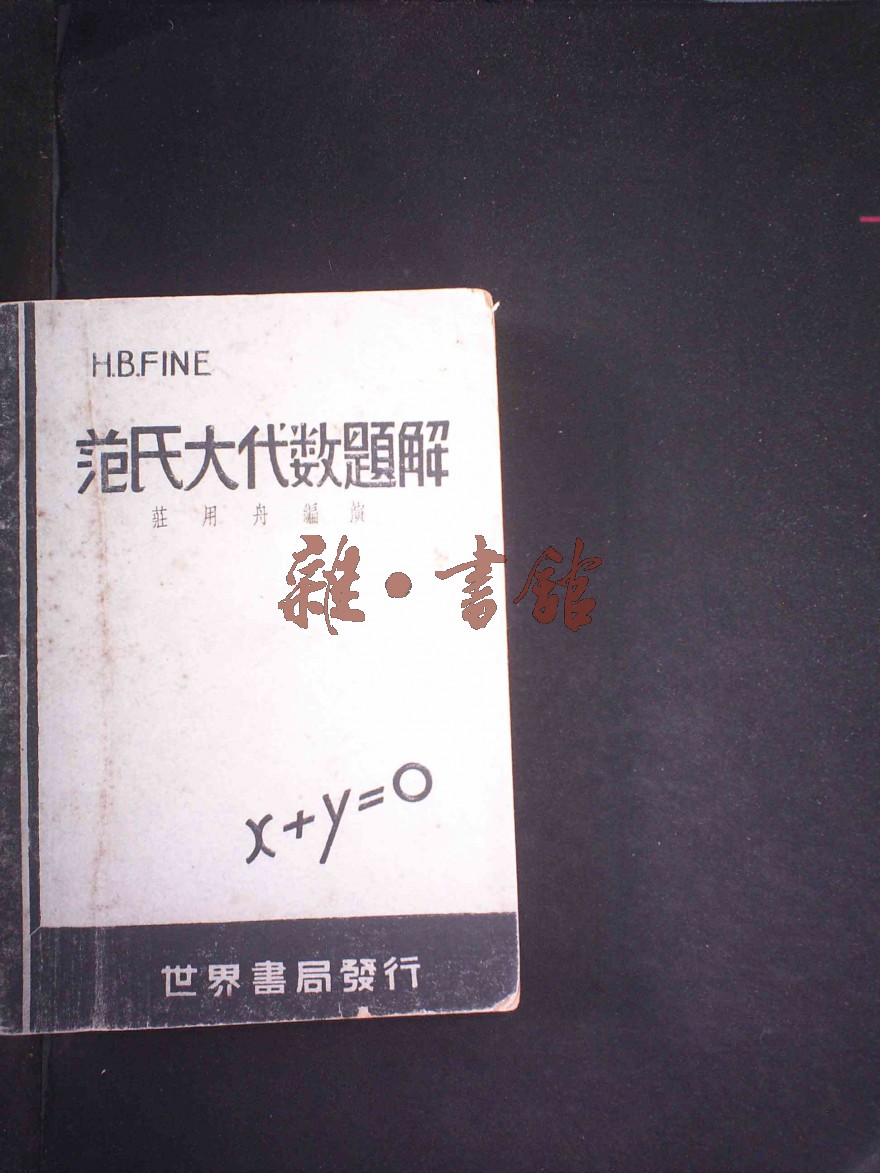 H.B.FINE
范氏大代数題解
莊用舟編演
雜·書館
x+y=0
世界書局發行